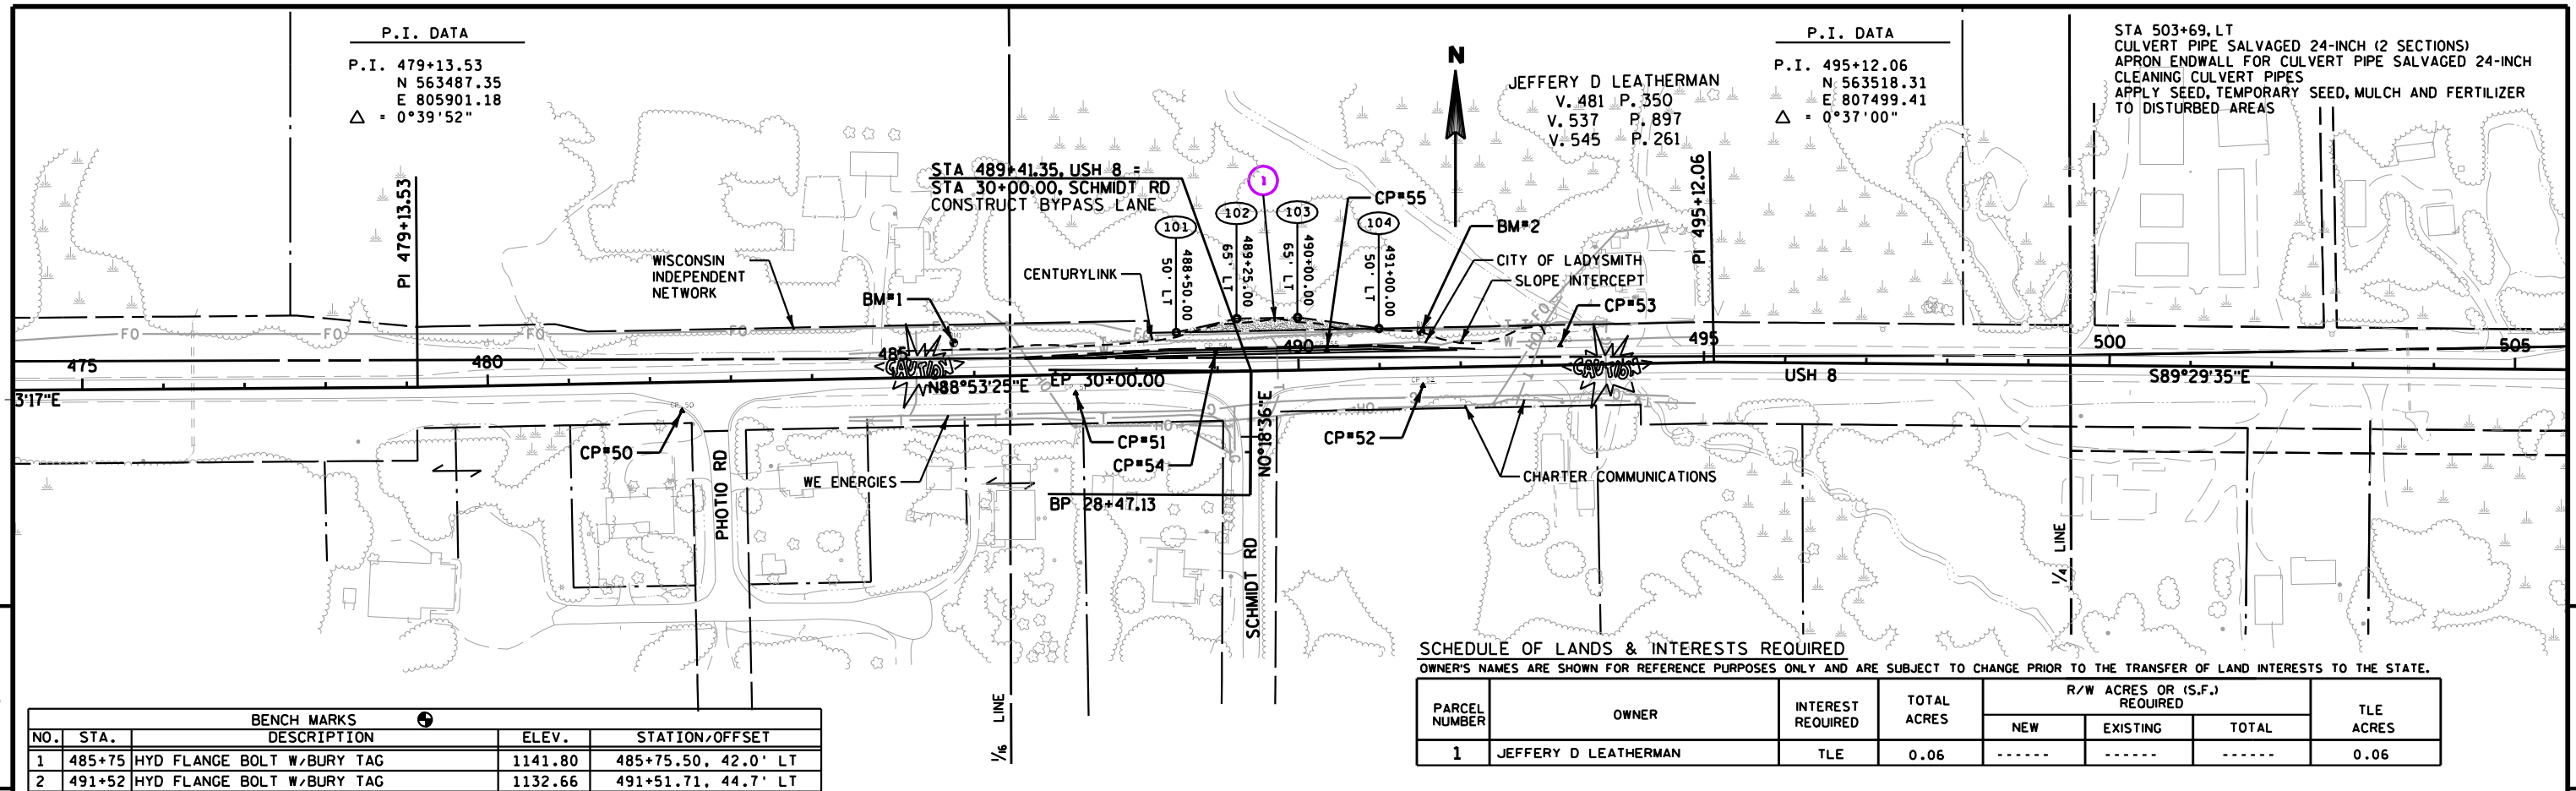 P.I. DATA
P.I. 479+13.53
N 563487.35
E 805901.18
△ = 0°39'52"
P.I. DATA
P.I. 495+12.06
N 563518.31
E 807499.41
△ = 0°37'00"
STA 503+69, LT
CULVERT PIPE SALVAGED 24-INCH (2 SECTIONS)
APRON ENDWALL FOR CULVERT PIPE SALVAGED 24-INCH
CLEANING CULVERT PIPES
APPLY SEED, TEMPORARY SEED, MULCH AND FERTILIZER
TO DISTURBED AREAS
N
JEFFERY D LEATHERMAN
V. 481 P. 350
V. 537 P. 897
V. 545 P. 261
STA 489+41.35, USH 8 =
STA 30+00.00, SCHMIDT RD
CONSTRUCT BYPASS LANE
1
101
102
103
104
488+50.00
50' LT
489+25.00
65' LT
490+00.00
65' LT
491+00.00
50' LT
CP#55
BM#2
CITY OF LADYSMITH
SLOPE INTERCEPT
CP#53
PI 479+13.53
PI 495+12.06
WISCONSIN
INDEPENDENT
NETWORK
CENTURYLINK
BM#1
FO
FO
FO
FO
475
480
485
490
495
500
505
CAUTION
CAUTION
3'17"E
N88°53'25"E
EP 30+00.00
USH 8
S89°29'35"E
CP#50
CP#51
CP#54
CP#52
WE ENERGIES
CHARTER COMMUNICATIONS
BP 28+47.13
N0°18'36"E
PHOTIO RD
SCHMIDT RD
1/16 LINE
1/4 LINE
SCHEDULE OF LANDS & INTERESTS REQUIRED
OWNER'S NAMES ARE SHOWN FOR REFERENCE PURPOSES ONLY AND ARE SUBJECT TO CHANGE PRIOR TO THE TRANSFER OF LAND INTERESTS TO THE STATE.
PARCEL NUMBER OWNER INTEREST REQUIRED TOTAL ACRES R/W ACRES OR (S.F.) REQUIRED TLE ACRES
NEW EXISTING TOTAL
1 JEFFERY D LEATHERMAN TLE 0.06 ------ ------ ------ 0.06
BENCH MARKS
NO. STA. DESCRIPTION ELEV. STATION/OFFSET
1 485+75 HYD FLANGE BOLT W/BURY TAG 1141.80 485+75.50, 42.0' LT
2 491+52 HYD FLANGE BOLT W/BURY TAG 1132.66 491+51.71, 44.7' LT